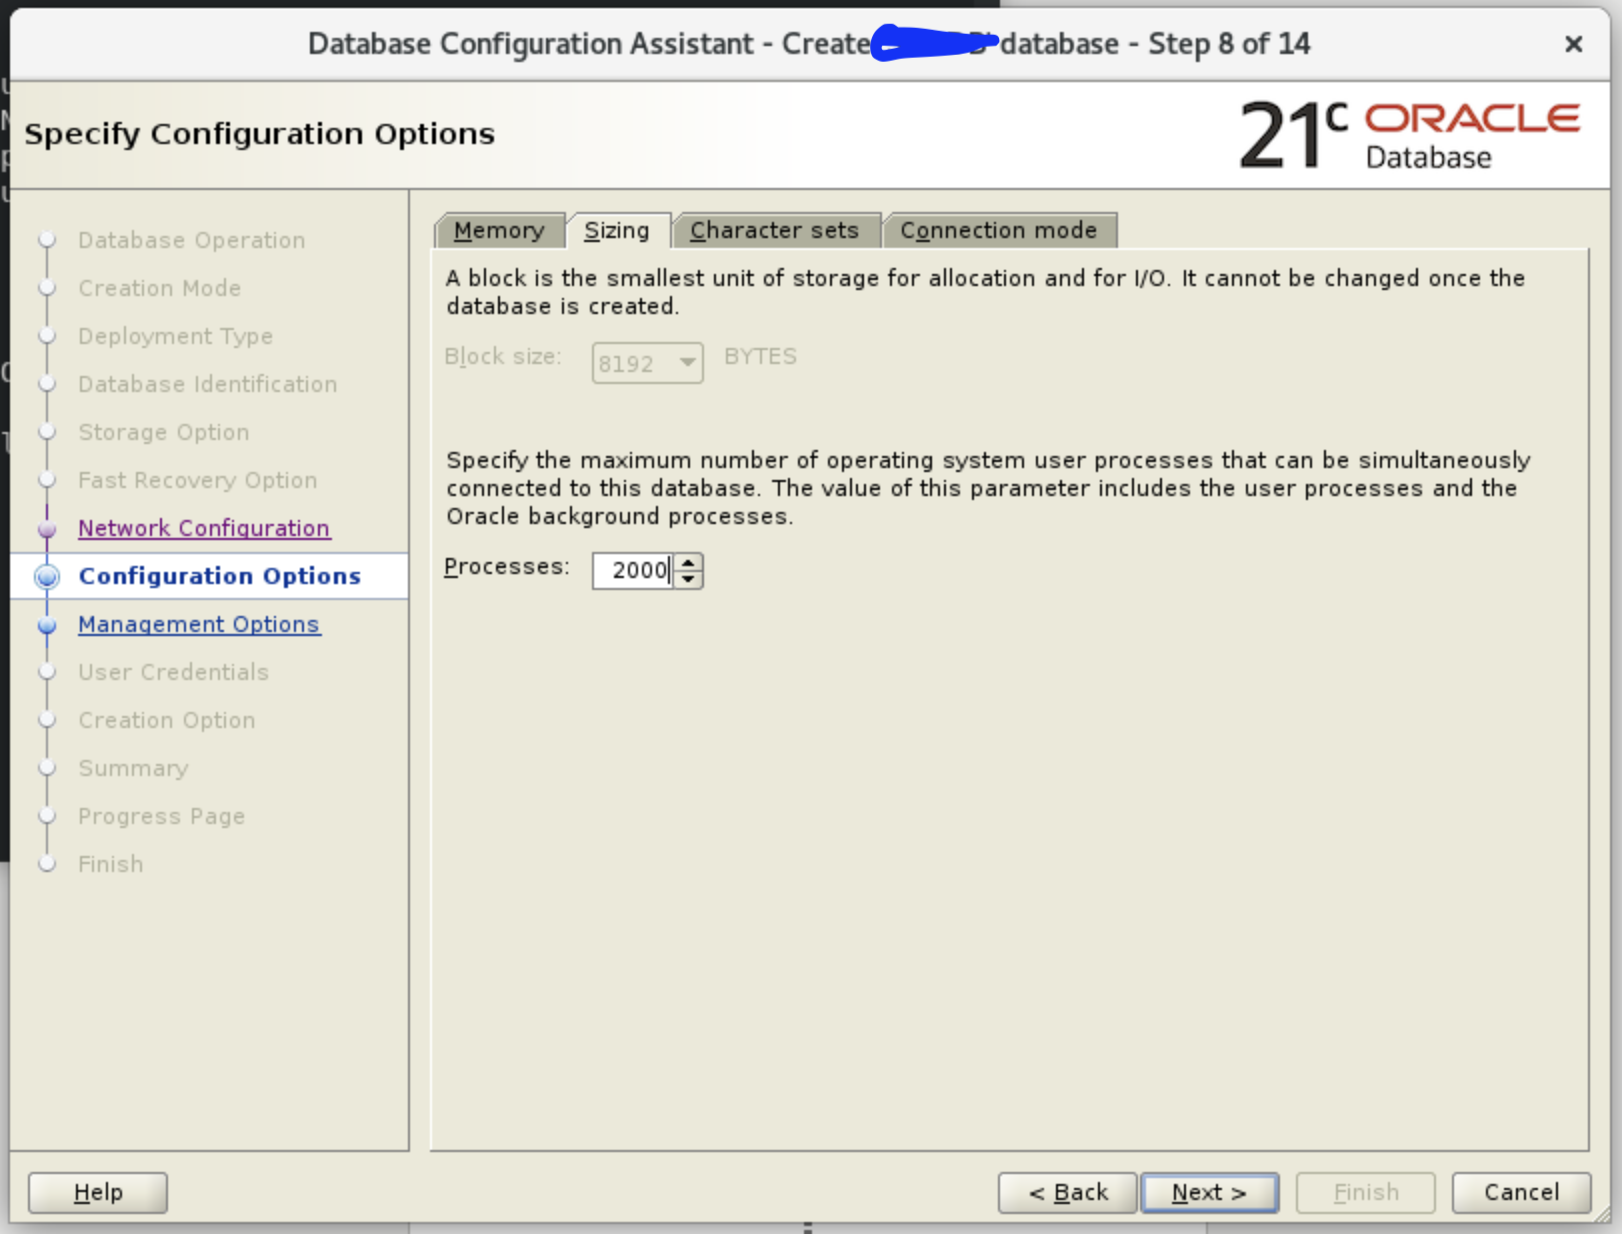 Database Configuration Assistant - Create database - Step 8 of 14
Specify Configuration Options
21c ORACLE
Database
Database Operation
Creation Mode
Deployment Type
Database Identification
Storage Option
Fast Recovery Option
Network Configuration
Configuration Options
Management Options
User Credentials
Creation Option
Summary
Progress Page
Finish
Memory Sizing Character sets Connection mode
A block is the smallest unit of storage for allocation and for I/O. It cannot be changed once the
database is created.
Block size: 8192 BYTES
Specify the maximum number of operating system user processes that can be simultaneously
connected to this database. The value of this parameter includes the user processes and the
Oracle background processes.
Processes: 2000
Help < Back Next > Finish Cancel